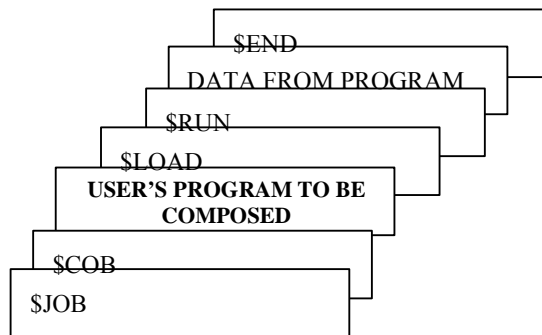 $END
DATA FROM PROGRAM
$RUN
$LOAD
USER'S PROGRAM TO BE
COMPOSED
$COB
$JOB